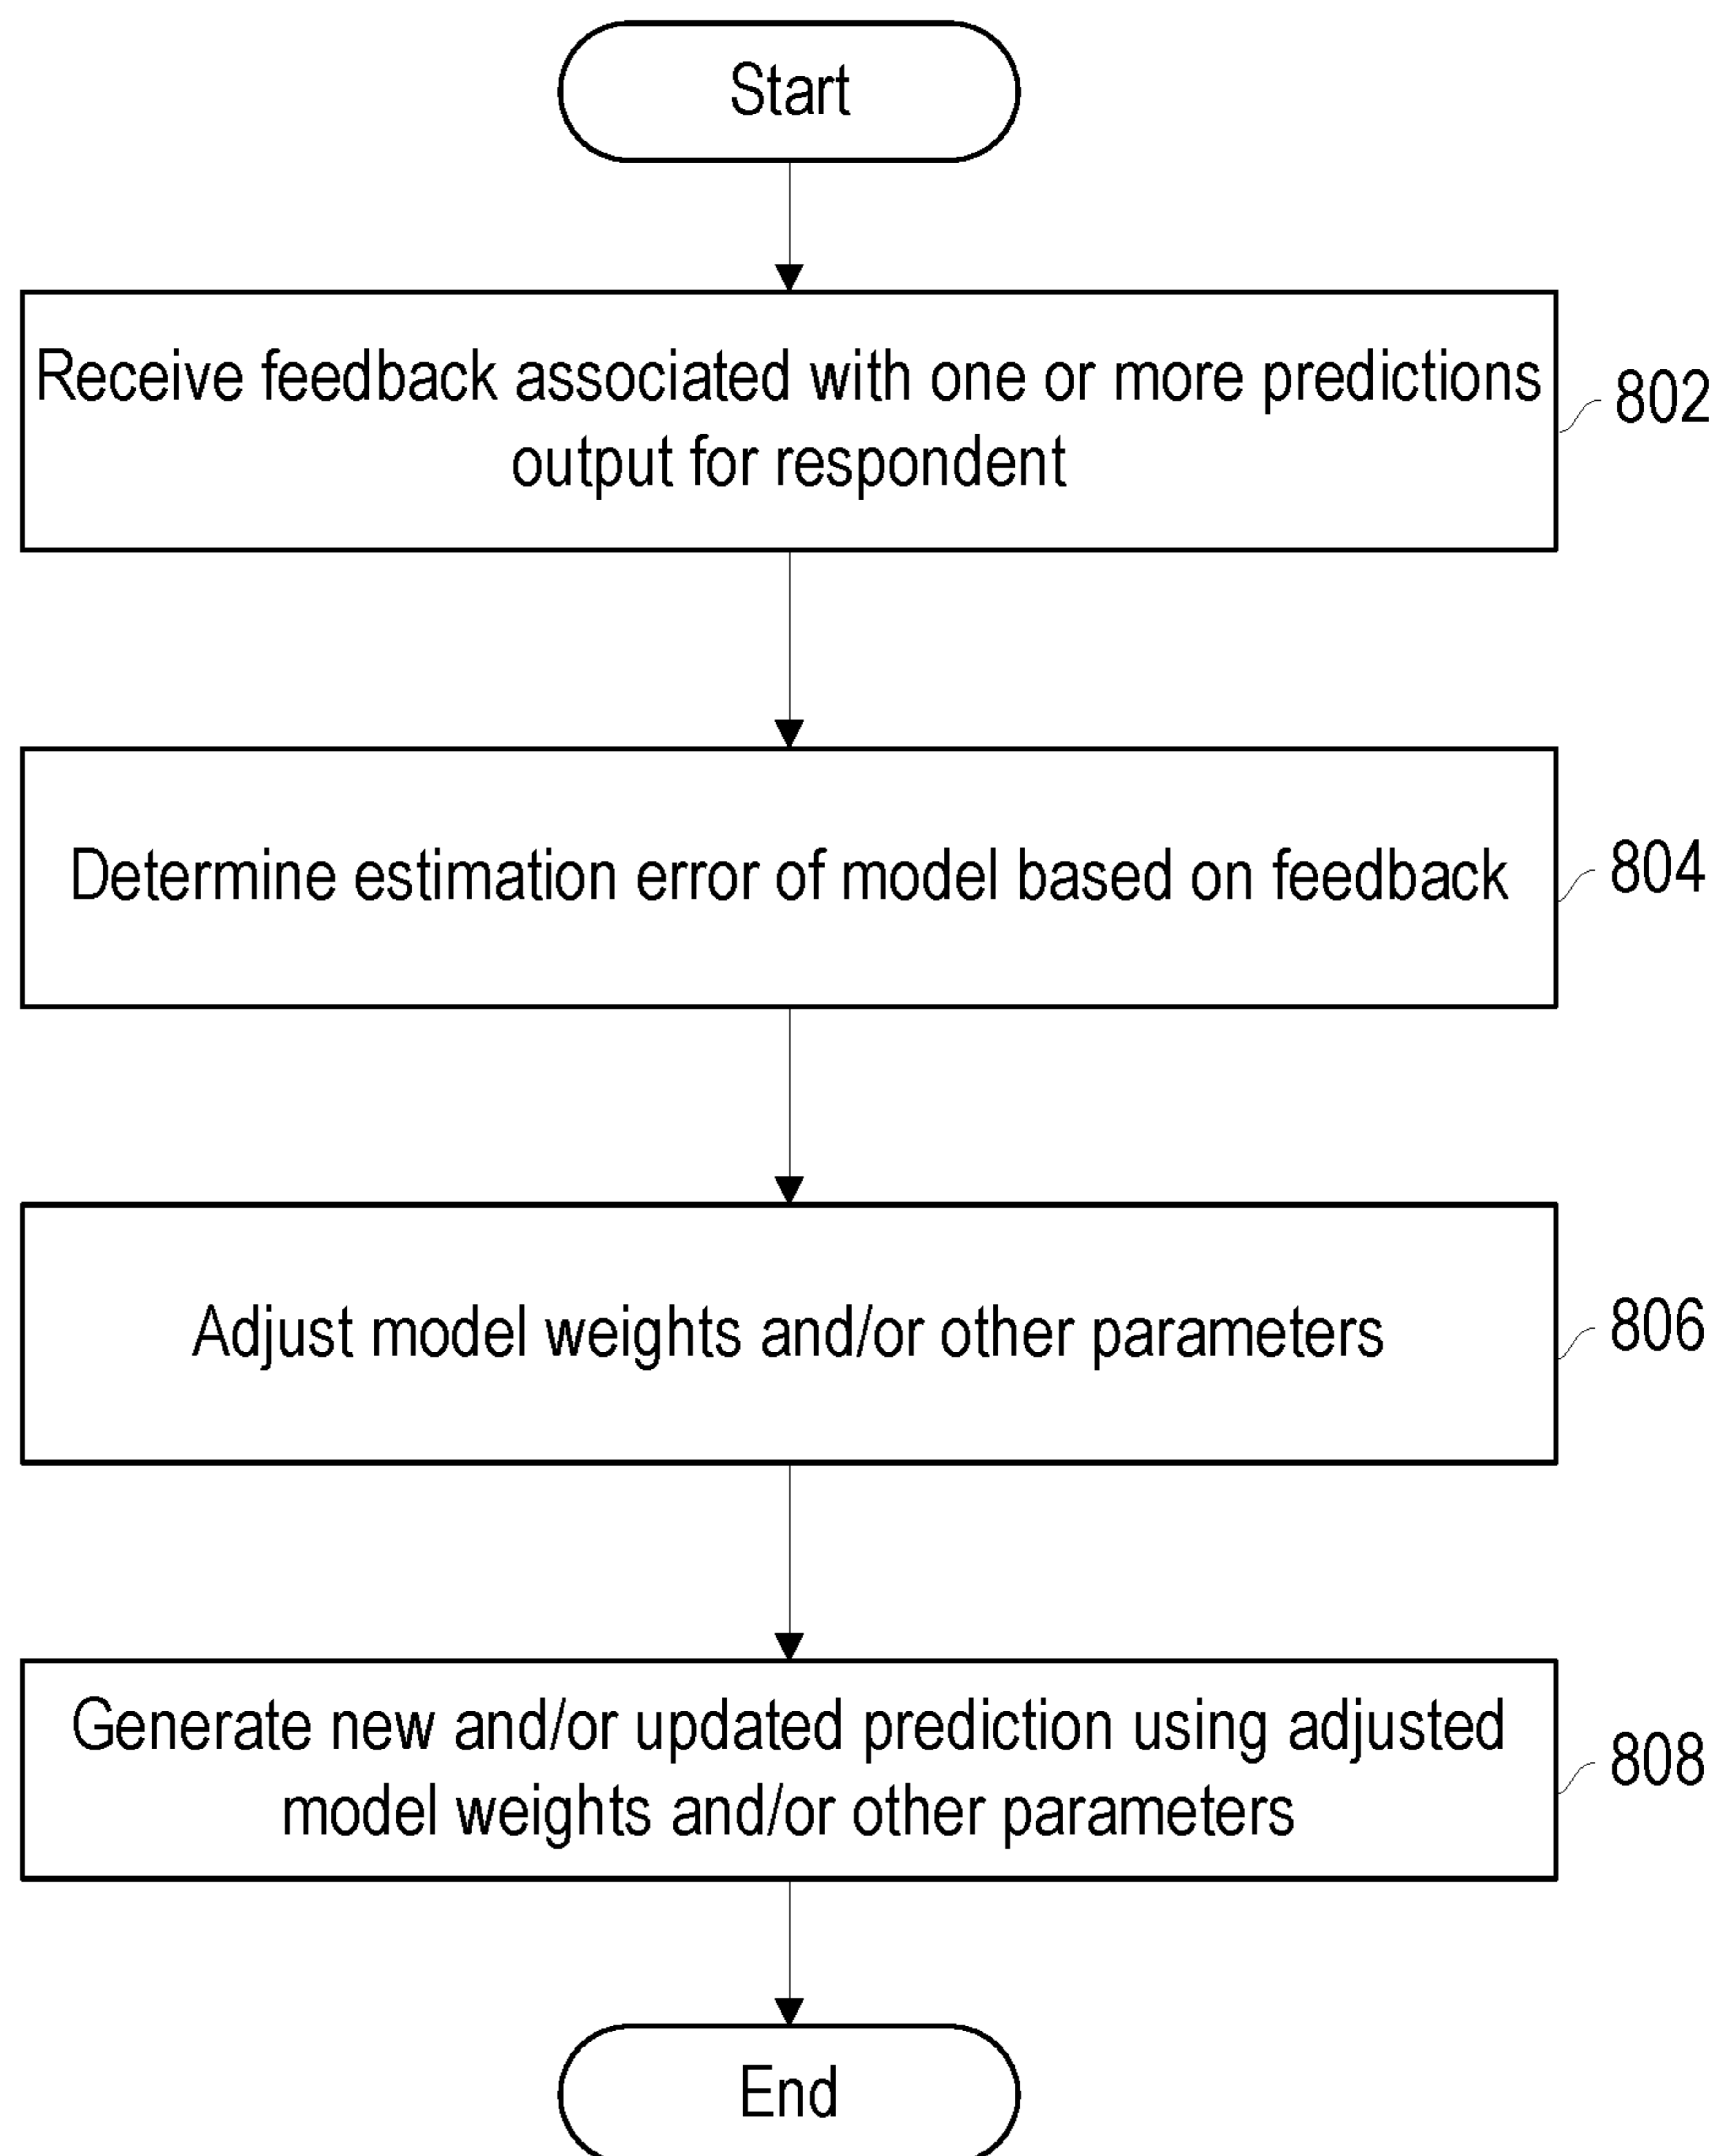 Start
Receive feedback associated with one or more predictions
output for respondent
802
Determine estimation error of model based on feedback
804
Adjust model weights and/or other parameters
806
Generate new and/or updated prediction using adjusted
model weights and/or other parameters
808
End